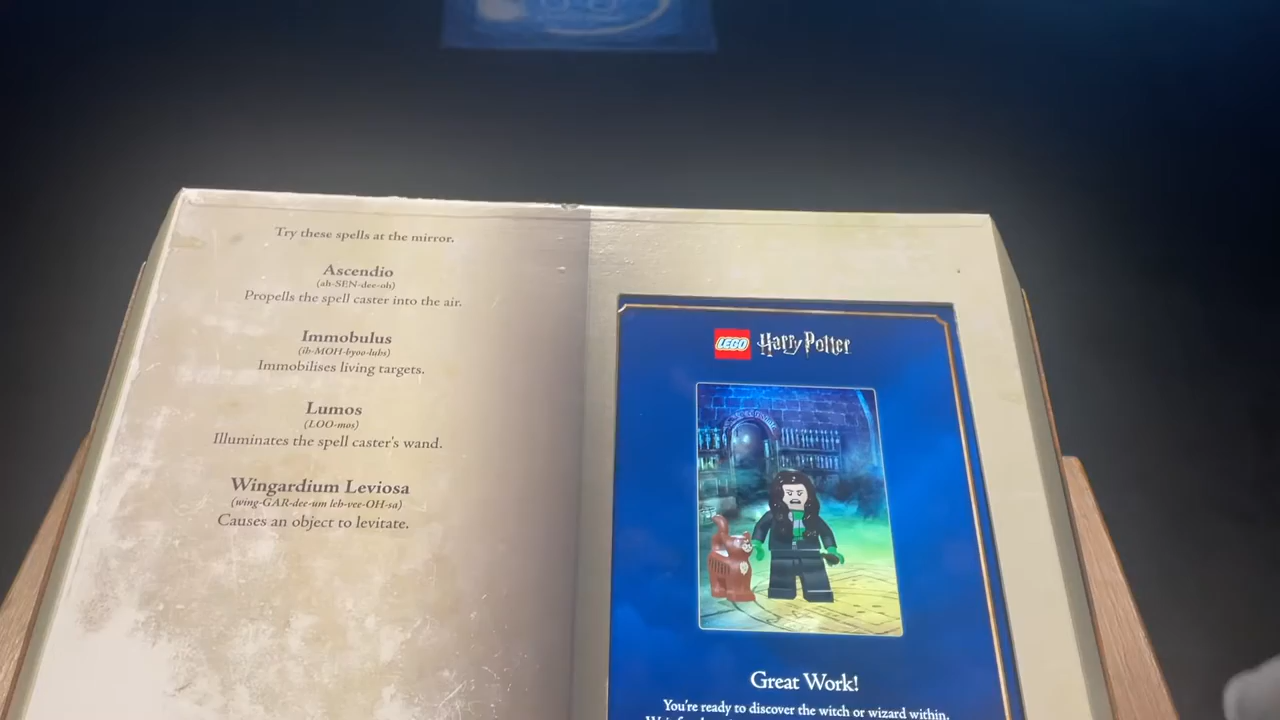 Try these spells at the mirror.
Ascendio
(ah-SEN-dee-oh)
Propells the spell caster into the air.
Immobulus
(ih-MOH-byoo-luhs)
Immobilises living targets.
Lumos
(LOO-mos)
Illuminates the spell caster's wand.
Wingardium Leviosa
(wing-GAR-dee-um leh-vee-OH-sa)
Causes an object to levitate.
LEGO Harry Potter
Great Work!
You're ready to discover the witch or wizard within.